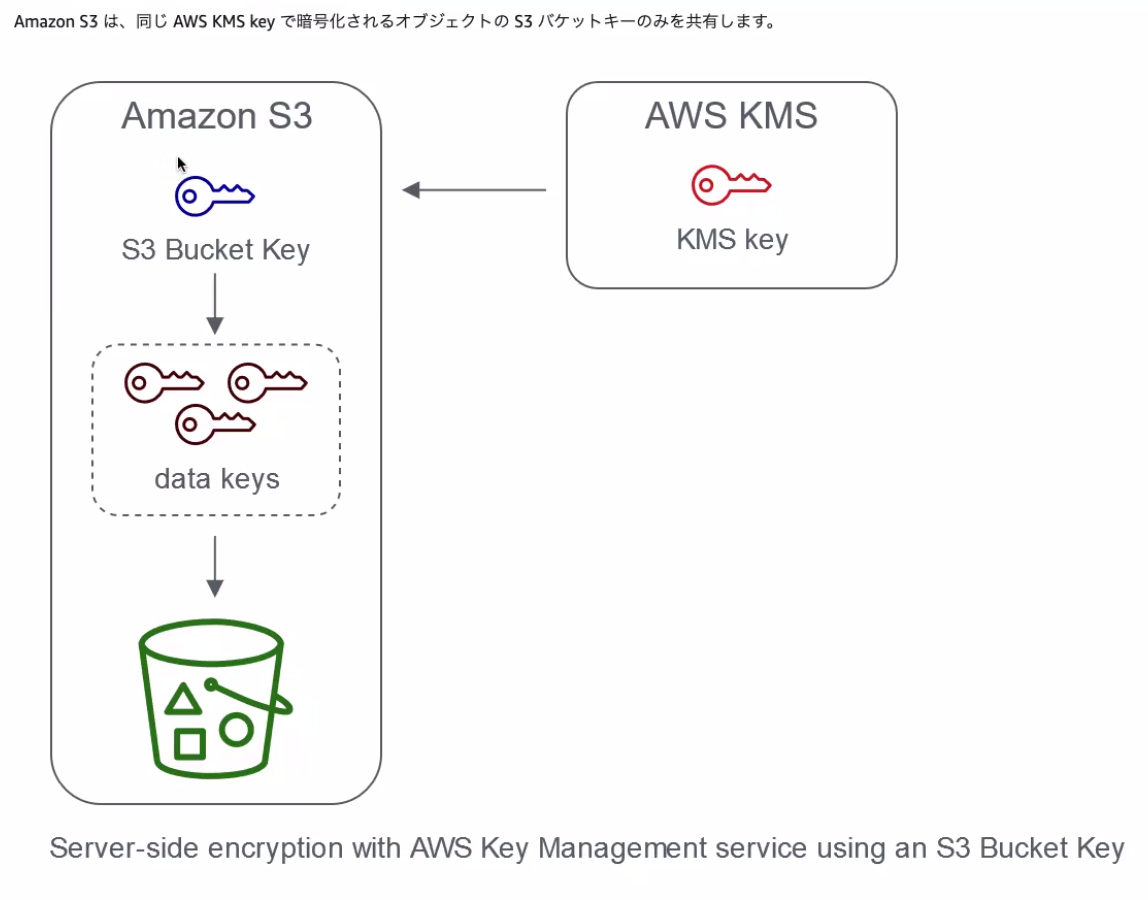 Amazon S3 は、同じ AWS KMS key で暗号化されるオブジェクトの S3 バケットキーのみを共有します。
Amazon S3
AWS KMS
S3 Bucket Key
KMS key
data keys
Server-side encryption with AWS Key Management service using an S3 Bucket Key